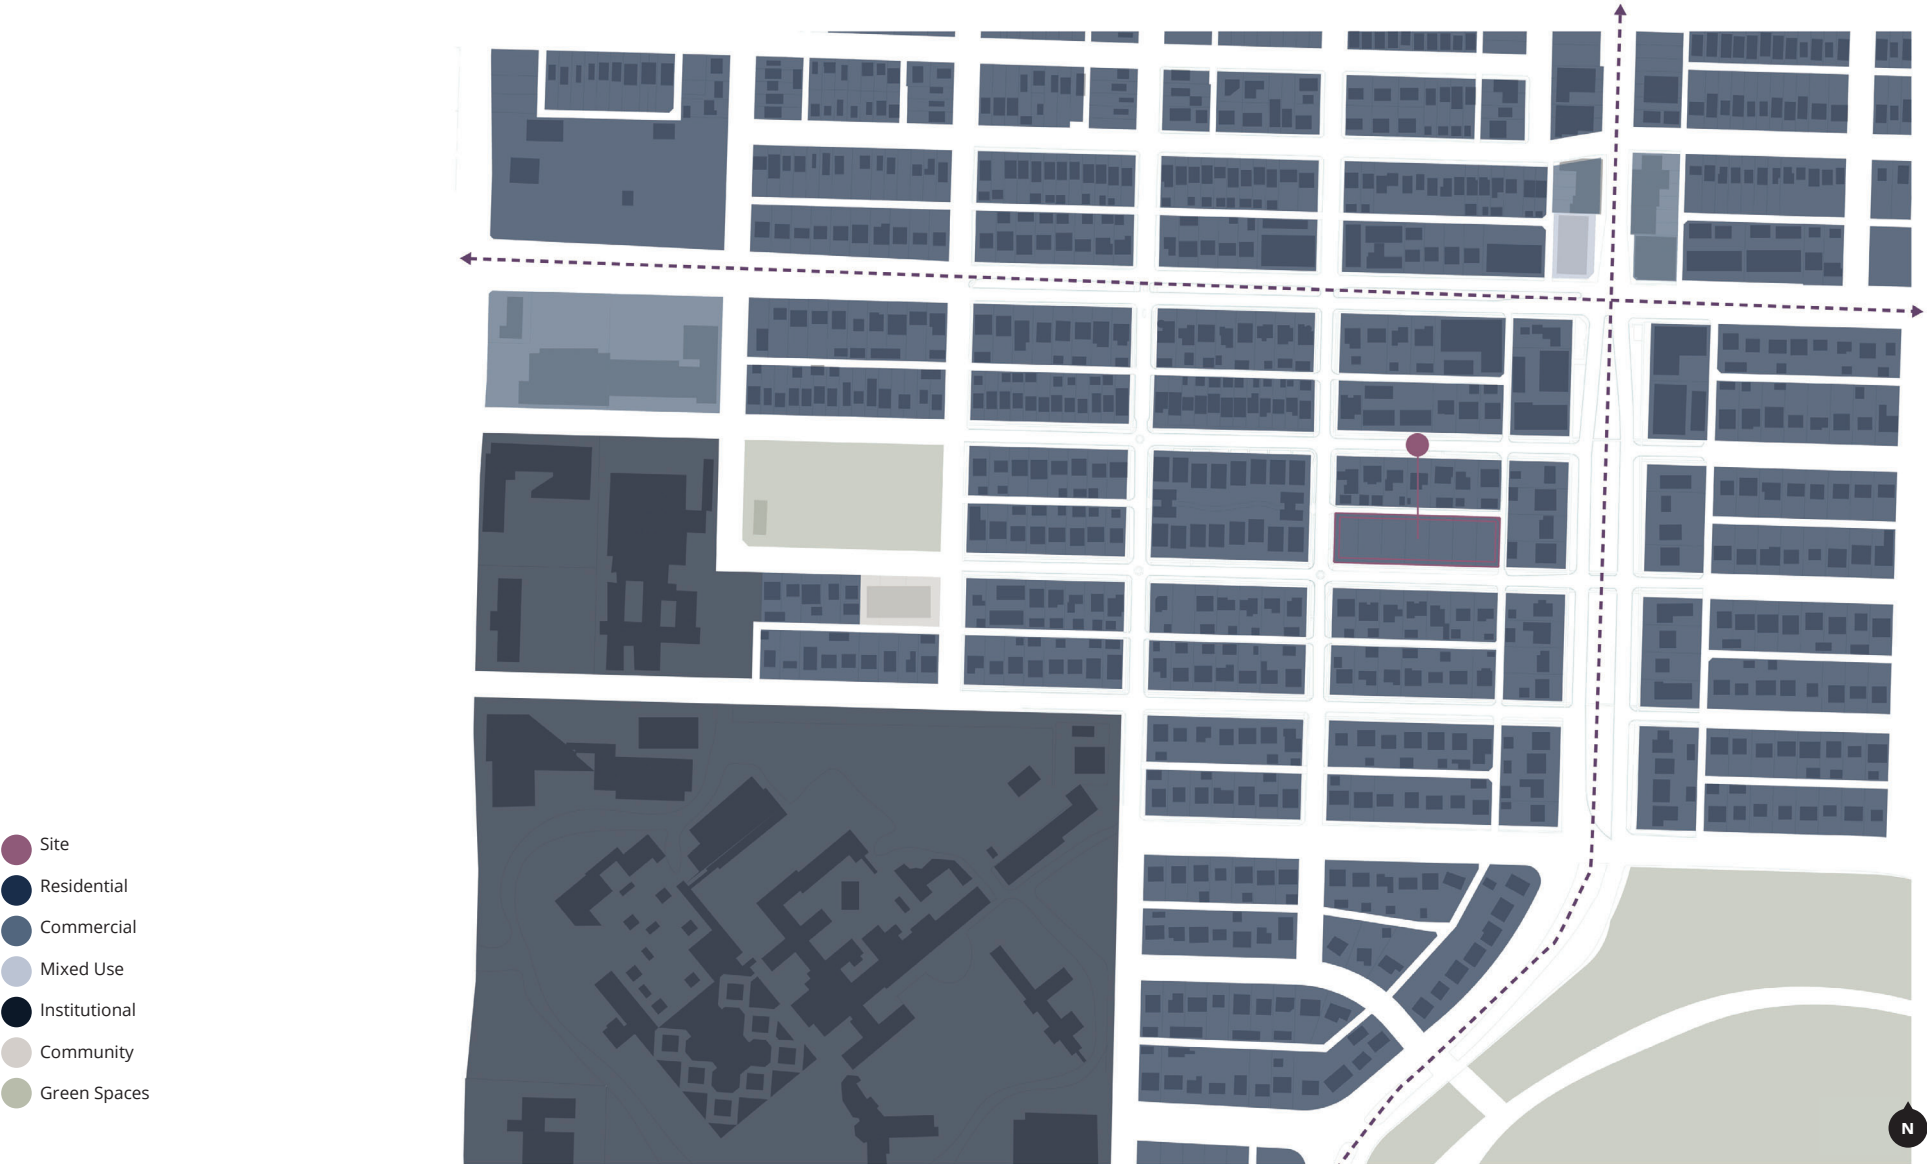 Site
Residential
Commercial
Mixed Use
Institutional
Community
Green Spaces
N